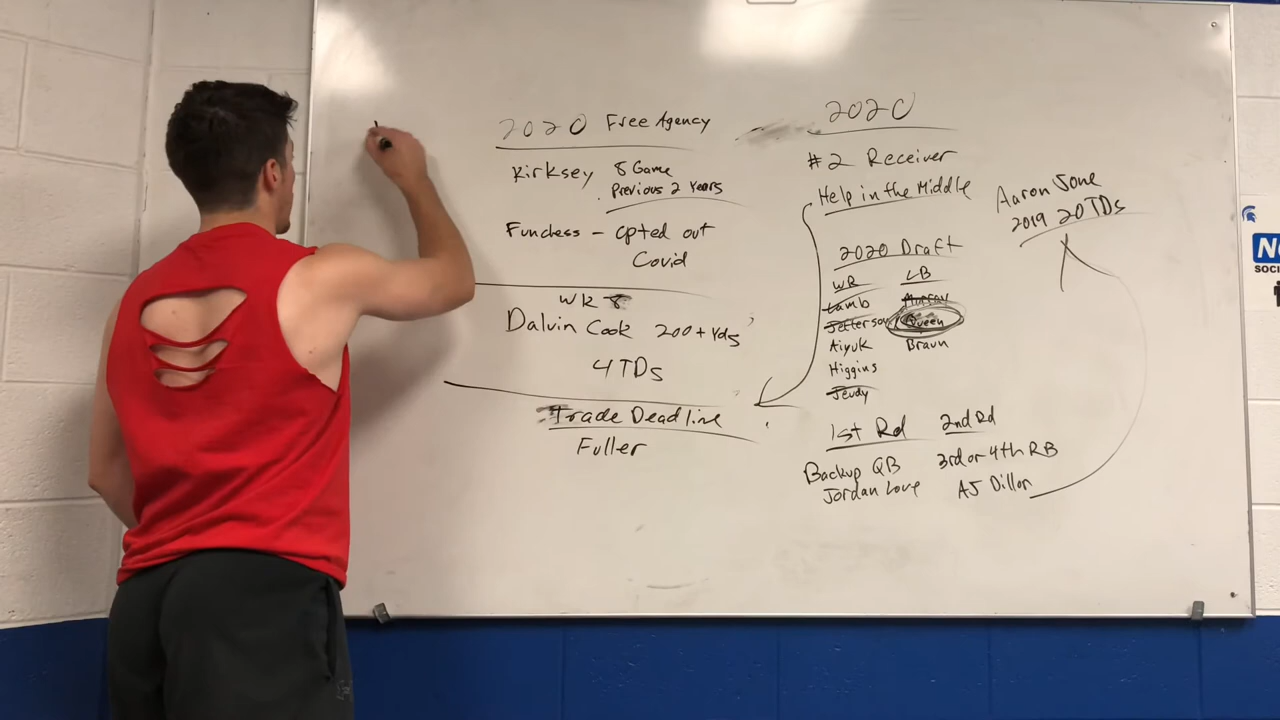 2020 Free Agency
Kirksey 8 Game
Previous 2 Years
Funchess - opted out
Covid
WK 8
Dalvin Cook 200+ Yds
4 TDs
Trade Deadline
Fuller
2020
#2 Receiver
Help in the Middle
2020 Draft
WR LB
Lamb Murray
Jefferson Queen
Aiyuk Braun
Higgins
Jeudy
1st Rd 2nd Rd
Backup QB 3rd or 4th RB
Jordan Love AJ Dillon
Aaron Jone
2019 20 TDs
SOCI